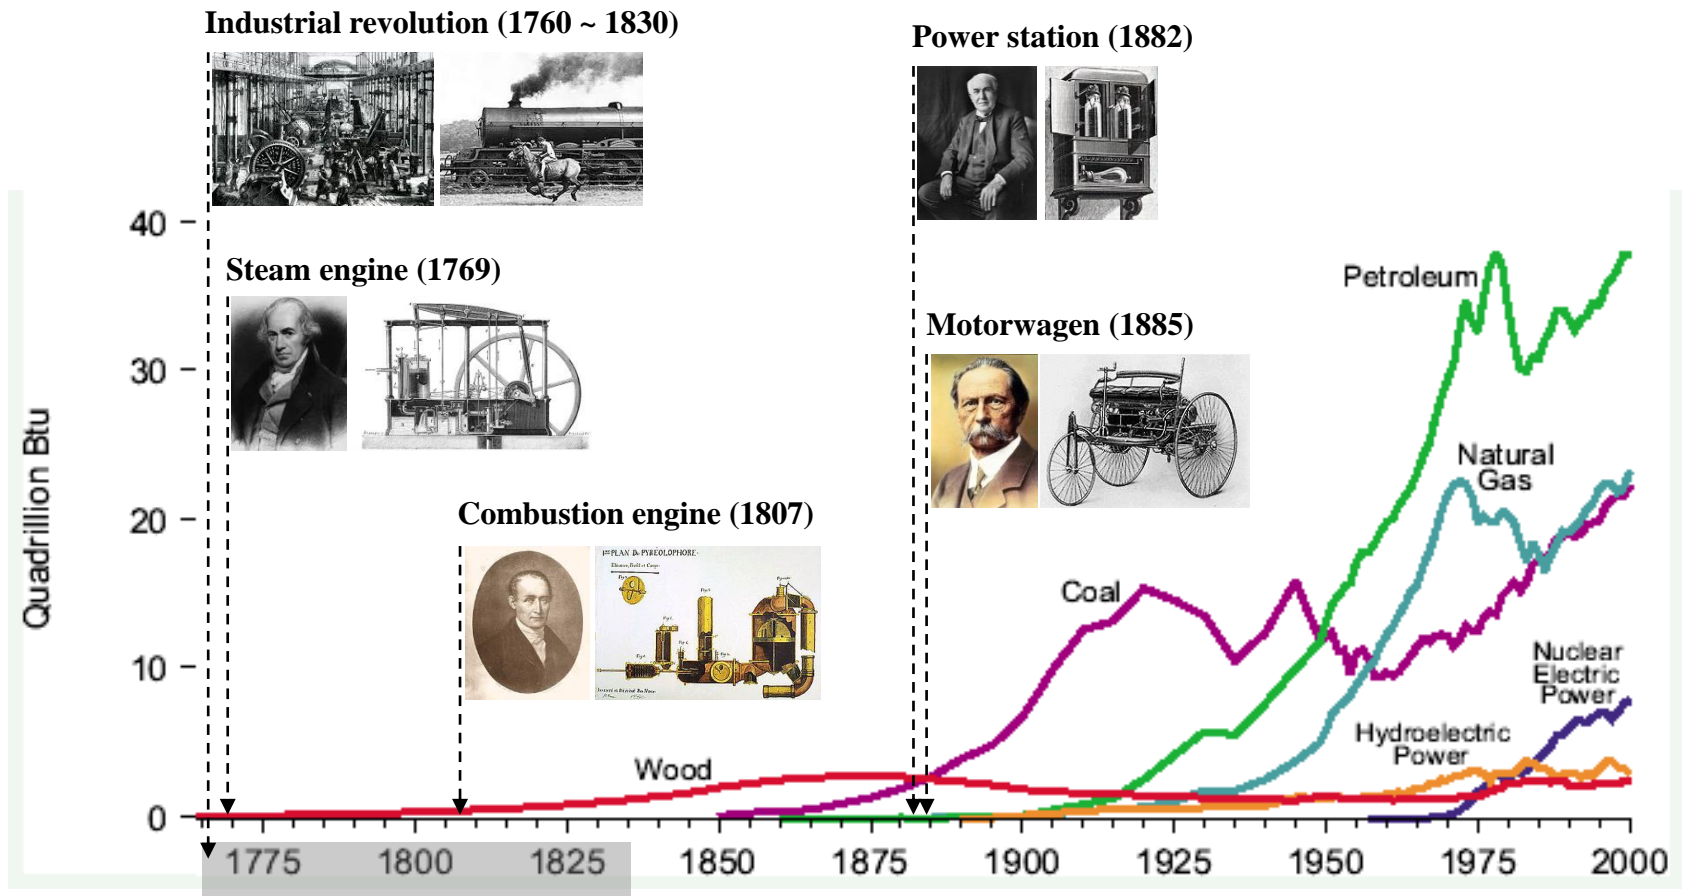 Industrial revolution (1760 ~ 1830)
Power station (1882)
40
Steam engine (1769)
Petroleum
Motorwagen (1885)
30
Natural
Gas
Quadrillion Btu
20
Combustion engine (1807)
Coal
10
Nuclear
Electric
Power
Hydroelectric
Power
Wood
0
1775 1800 1825 1850 1875 1900 1925 1950 1975 2000